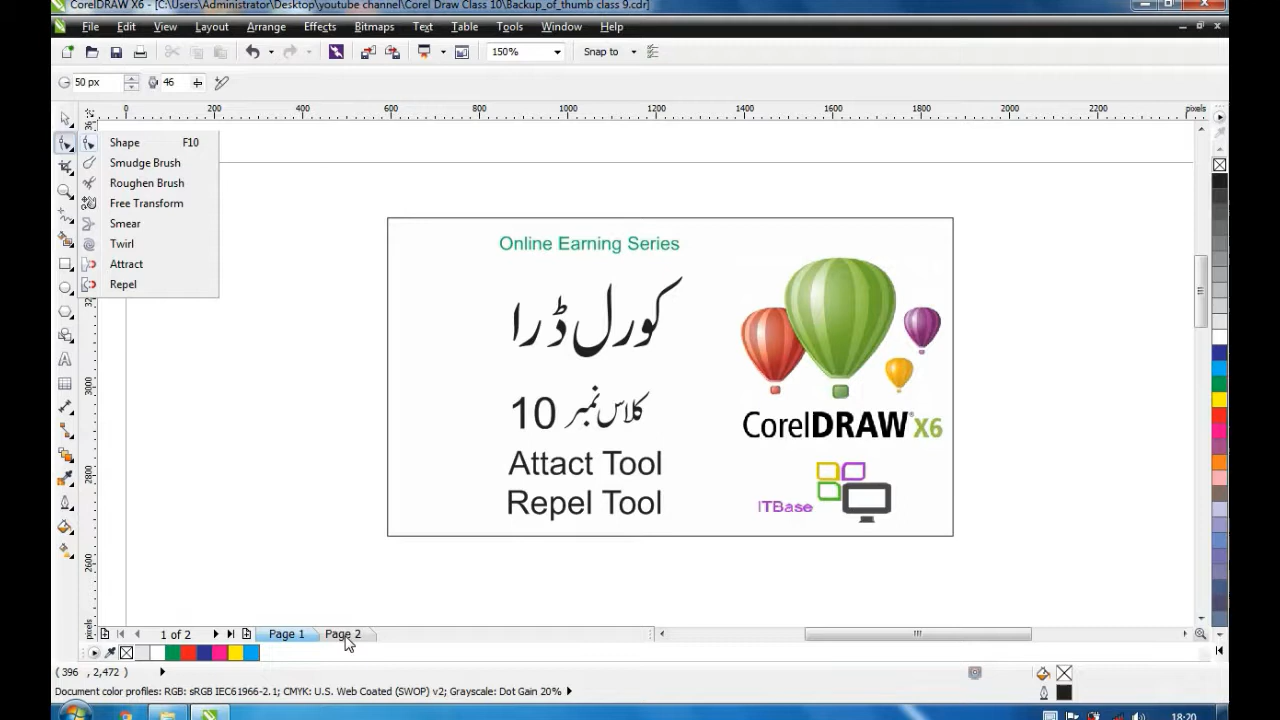 CorelDRAW X6 - [C:\Users\Administrator\Desktop\youtube channel\Corel Draw Class 10\Backup_of_thumb class 9.cdr]
File Edit View Layout Arrange Effects Bitmaps Text Table Tools Window Help
150% Snap to
50 px 46
0 200 400 600 800 1000 1200 1400 1600 1800 2000 2200 pixels
Shape F10
Smudge Brush
Roughen Brush
Free Transform
Smear
Twirl
Attract
Repel
3000
2800
2600
pixels
Online Earning Series
کورل ڈرا
کلاس نمبر 10
Attact Tool
Repel Tool
CorelDRAW® X6
ITBase
1 of 2 Page 1 Page 2
( 396 , 2,472 )
Document color profiles: RGB: sRGB IEC61966-2.1; CMYK: U.S. Web Coated (SWOP) v2; Grayscale: Dot Gain 20%
18:20